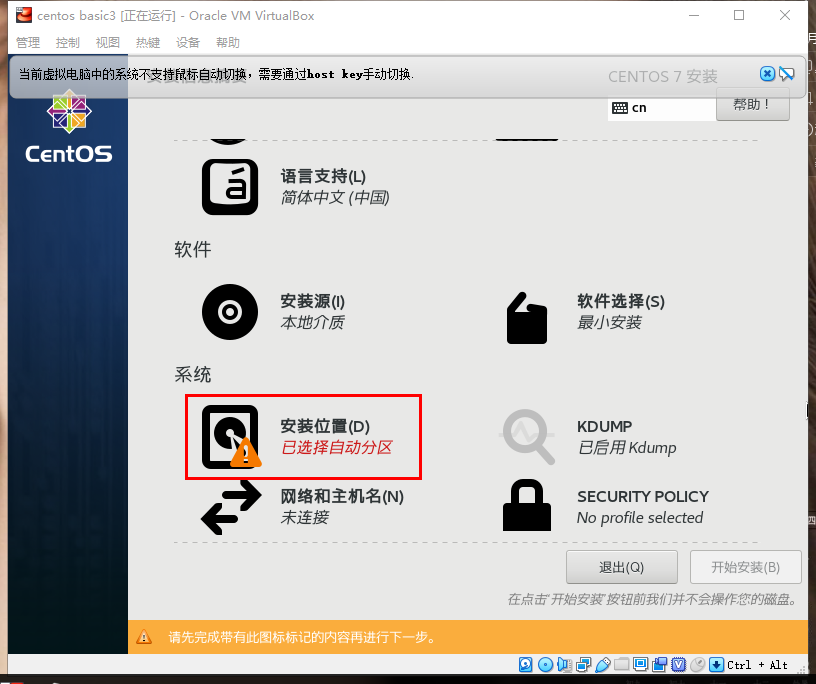 centos basic3 [正在运行] - Oracle VM VirtualBox
管理 控制 视图 热键 设备 帮助
当前虚拟电脑中的系统不支持鼠标自动切换，需要通过host key手动切换.
CENTOS 7 安装
cn
帮助！
CentOS
语言支持(L)
简体中文 (中国)
软件
安装源(I)
本地介质
软件选择(S)
最小安装
系统
安装位置(D)
已选择自动分区
KDUMP
已启用 Kdump
网络和主机名(N)
未连接
SECURITY POLICY
No profile selected
退出(Q)
开始安装(B)
在点击'开始安装'按钮前我们并不会操作您的磁盘。
请先完成带有此图标标记的内容再进行下一步。
Ctrl + Alt